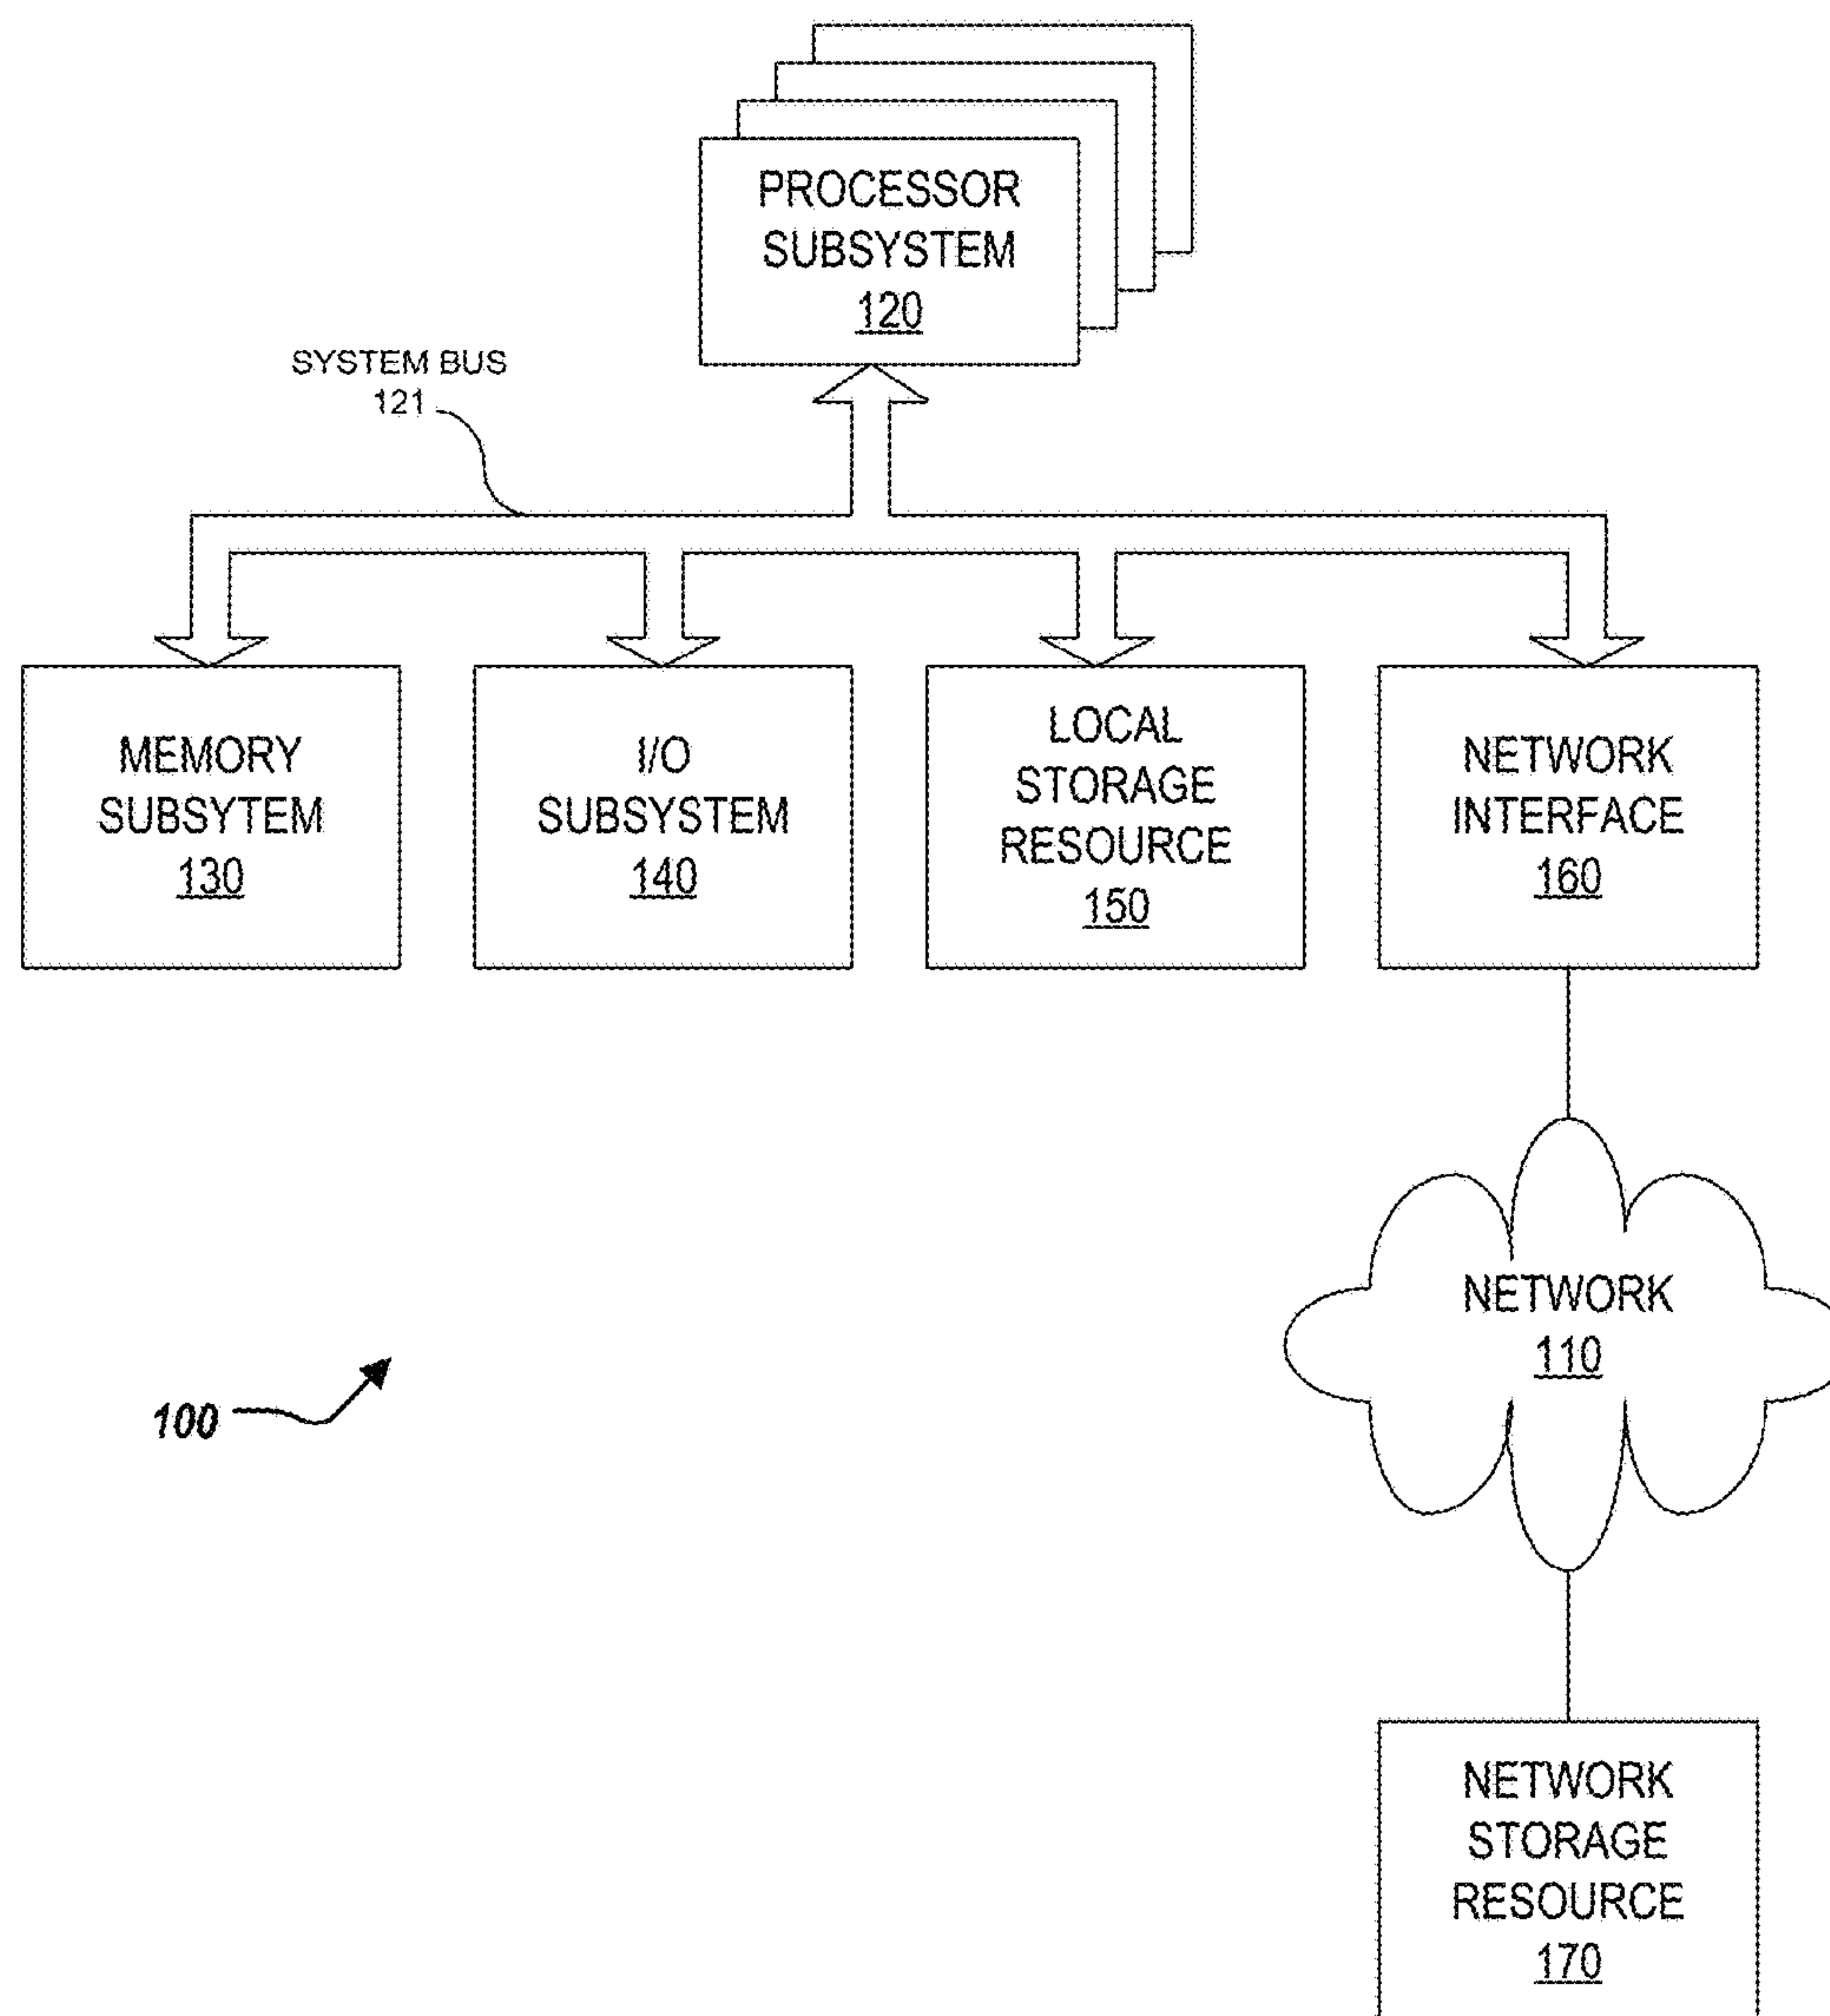 PROCESSOR
SUBSYSTEM
120
SYSTEM BUS
121
MEMORY
SUBSYTEM
130
I/O
SUBSYSTEM
140
LOCAL
STORAGE
RESOURCE
150
NETWORK
INTERFACE
160
NETWORK
110
100
NETWORK
STORAGE
RESOURCE
170